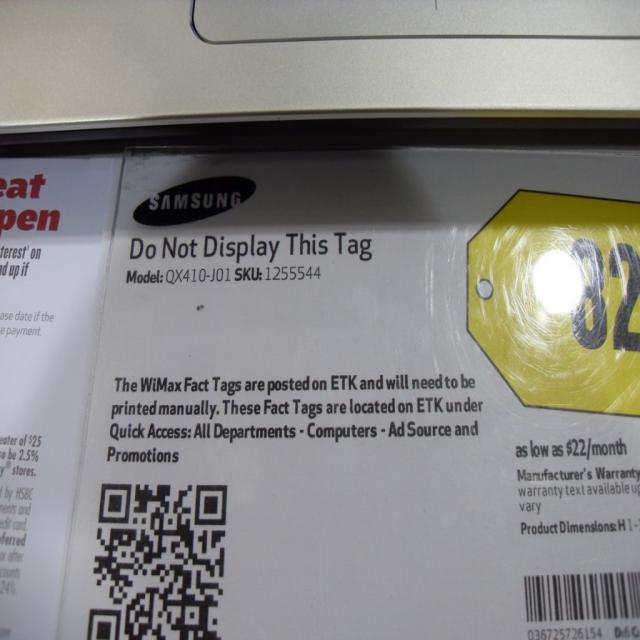 eat
pen
terest on
nd up if
ase date if the
e payment.
eater of $25
se be 2.5%
stores.
by HSBC
ments and
edit card.
eferred
or after
counts
24%.
SAMSUNG
Do Not Display This Tag
Model: QX410-J01 SKU: 1255544
The WiMax Fact Tags are posted on ETK and will need to be
printed manually. These Fact Tags are located on ETK under
Quick Access: All Departments - Computers - Ad Source and
Promotions
82
as low as $22/month
Manufacturer's Warranty
warranty text available up
vary
Product Dimensions: H 1-
036725726154